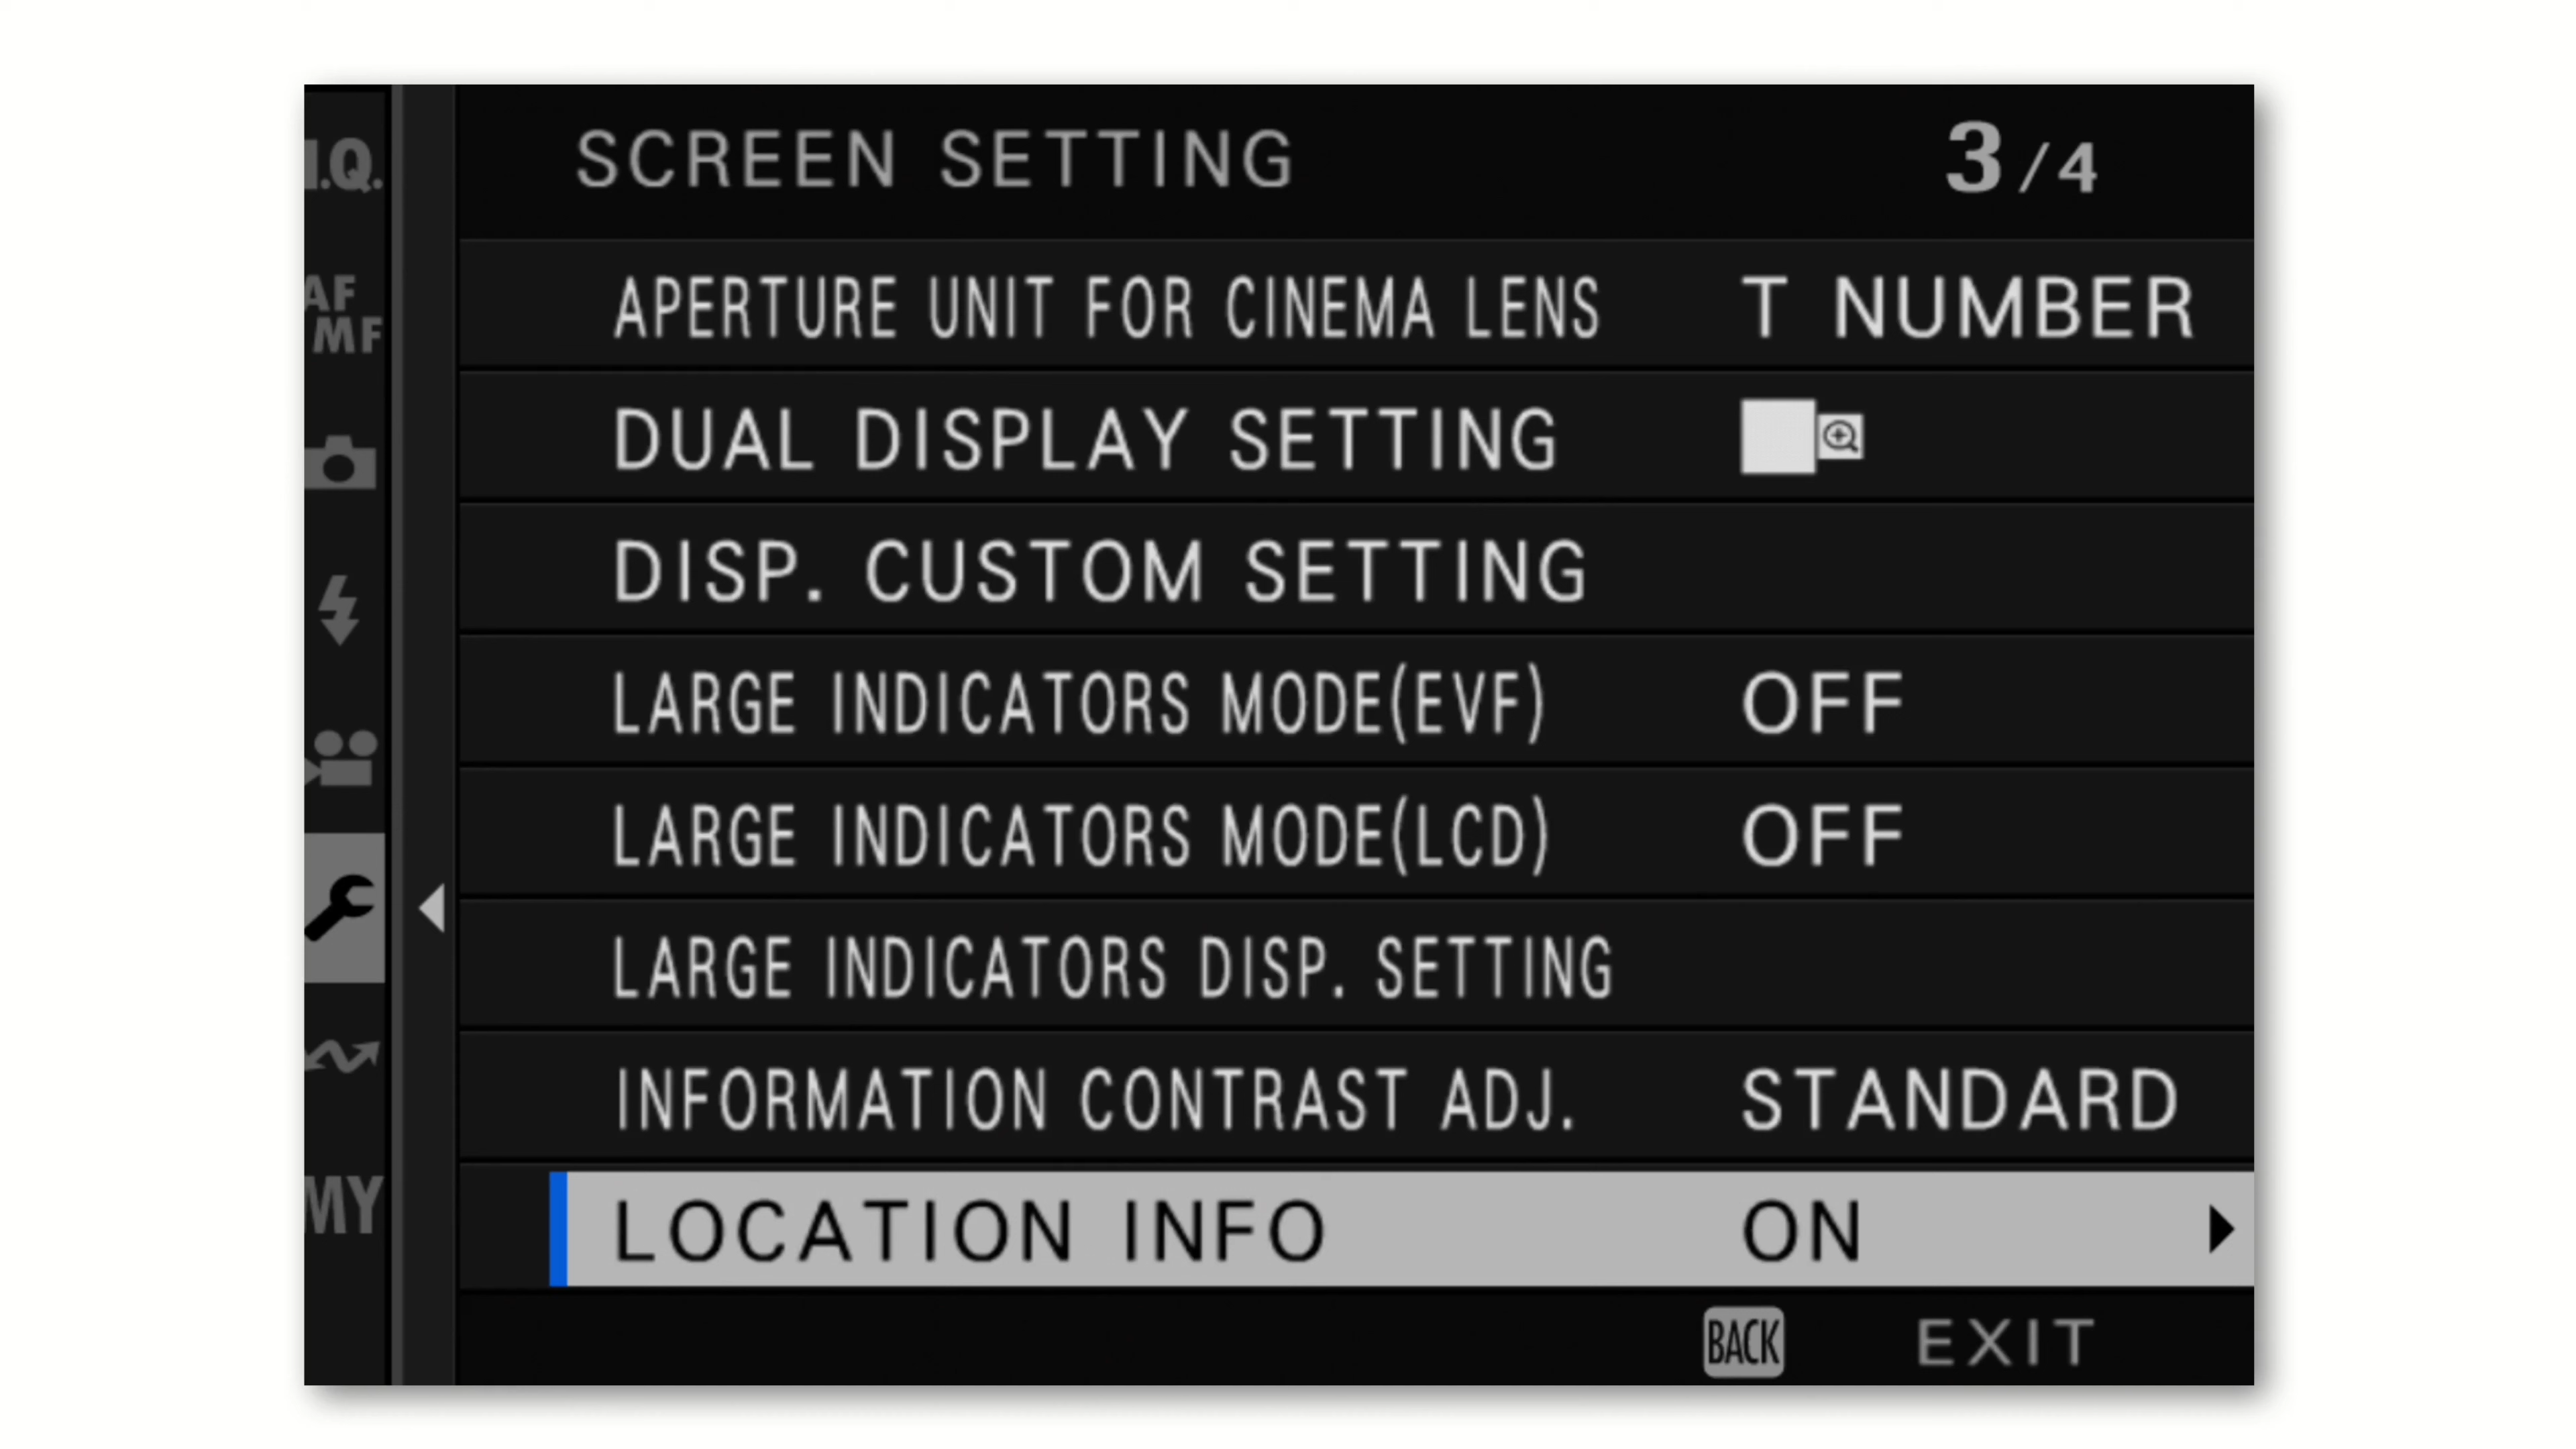 SCREEN SETTING 3/4
I.Q.
AF
MF
APERTURE UNIT FOR CINEMA LENS T NUMBER
DUAL DISPLAY SETTING
DISP. CUSTOM SETTING
LARGE INDICATORS MODE(EVF) OFF
LARGE INDICATORS MODE(LCD) OFF
LARGE INDICATORS DISP. SETTING
INFORMATION CONTRAST ADJ. STANDARD
MY
LOCATION INFO ON
BACK EXIT